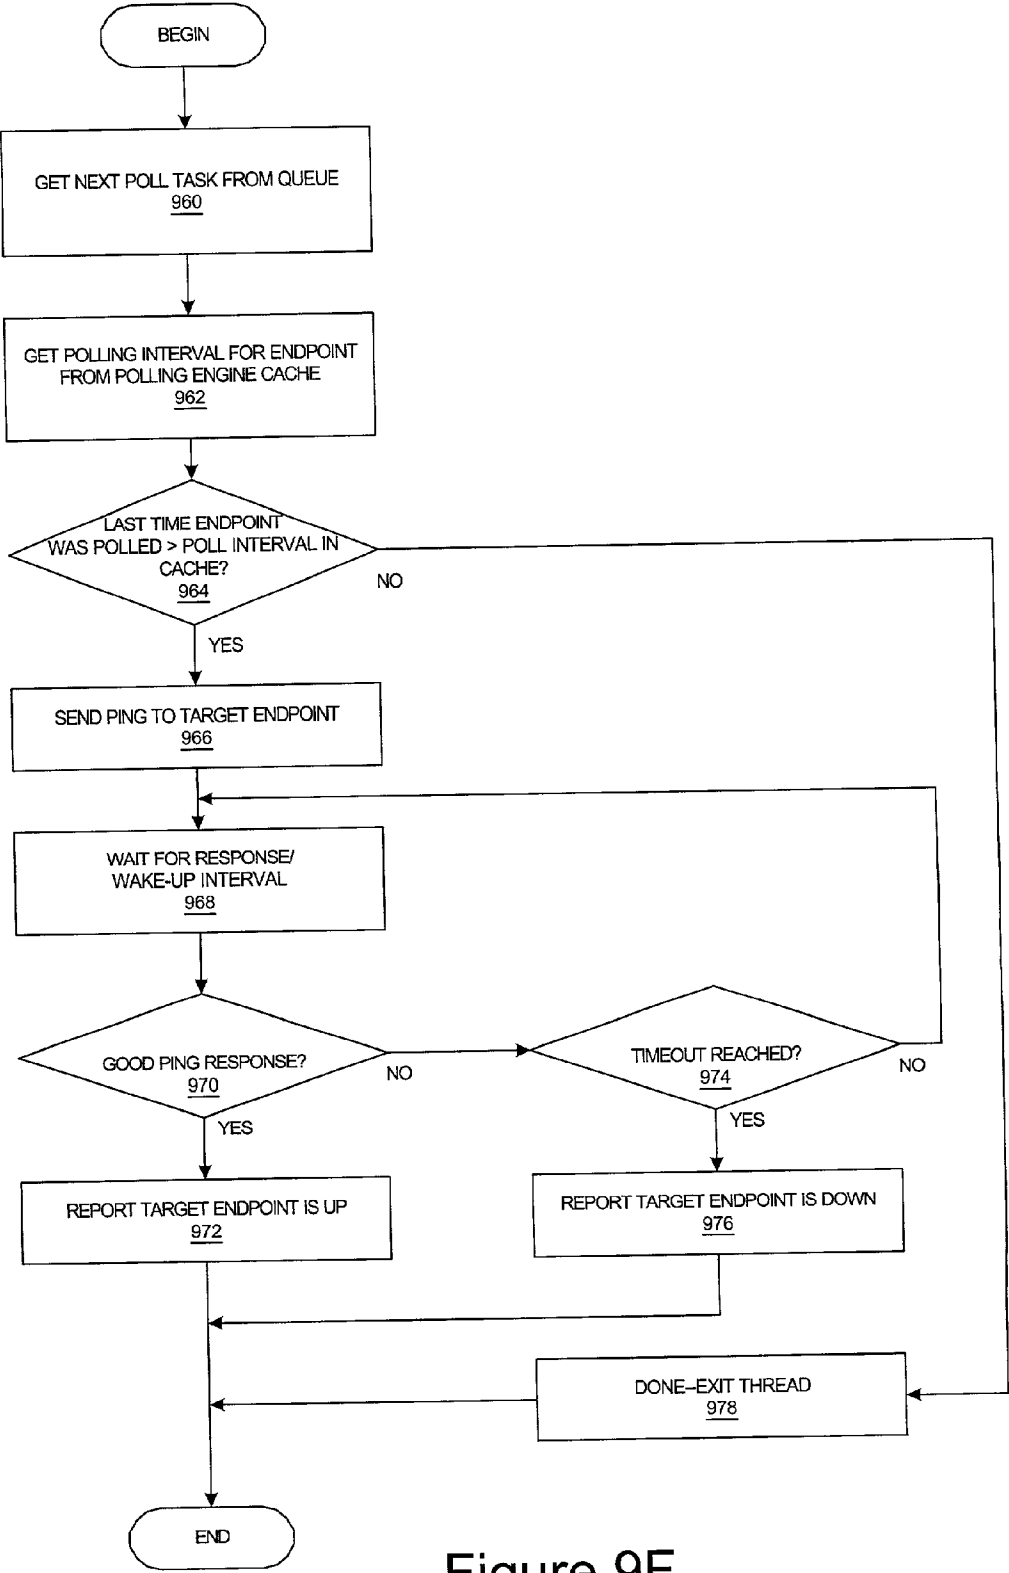 BEGIN
GET NEXT POLL TASK FROM QUEUE
960
GET POLLING INTERVAL FOR ENDPOINT
FROM POLLING ENGINE CACHE
962
LAST TIME ENDPOINT
WAS POLLED > POLL INTERVAL IN
CACHE?
964
NO
YES
SEND PING TO TARGET ENDPOINT
966
WAIT FOR RESPONSE/
WAKE-UP INTERVAL
968
GOOD PING RESPONSE?
970
NO
YES
TIMEOUT REACHED?
974
NO
YES
REPORT TARGET ENDPOINT IS UP
972
REPORT TARGET ENDPOINT IS DOWN
976
DONE–EXIT THREAD
978
END
Figure